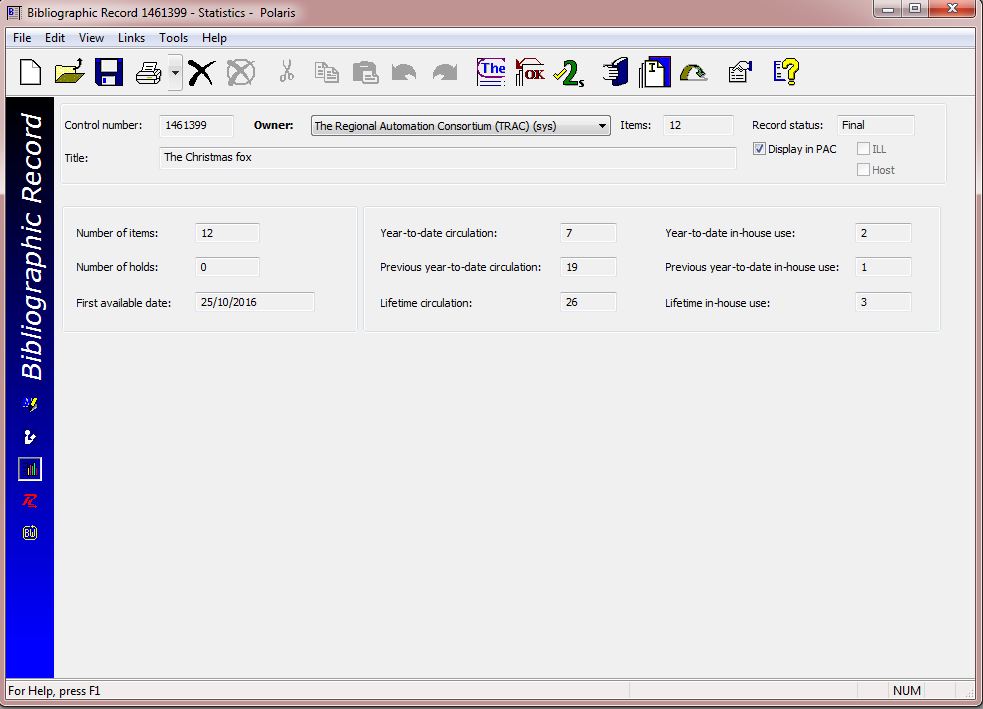 Bibliographic Record 1461399 - Statistics - Polaris
File Edit View Links Tools Help
The OK 2s
Bibliographic Record
Control number: 1461399 Owner: The Regional Automation Consortium (TRAC) (sys) Items: 12 Record status: Final
Title: The Christmas fox Display in PAC ILL
Host
Number of items: 12 Year-to-date circulation: 7 Year-to-date in-house use: 2
Number of holds: 0 Previous year-to-date circulation: 19 Previous year-to-date in-house use: 1
First available date: 25/10/2016 Lifetime circulation: 26 Lifetime in-house use: 3
BW
For Help, press F1 NUM